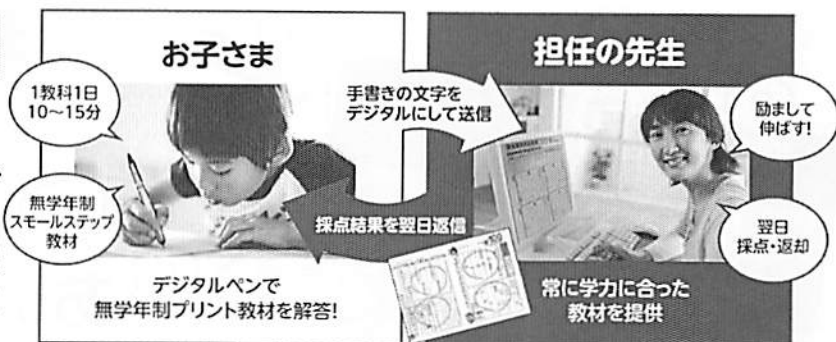 お子さま
1教科1日
10～15分
無学年制
スモールステップ
教材
デジタルペンで
無学年制プリント教材を解答!
手書きの文字を
デジタルにして送信
採点結果を翌日返信
担任の先生
励まして
伸ばす!
翌日
採点・返却
常に学力に合った
教材を提供